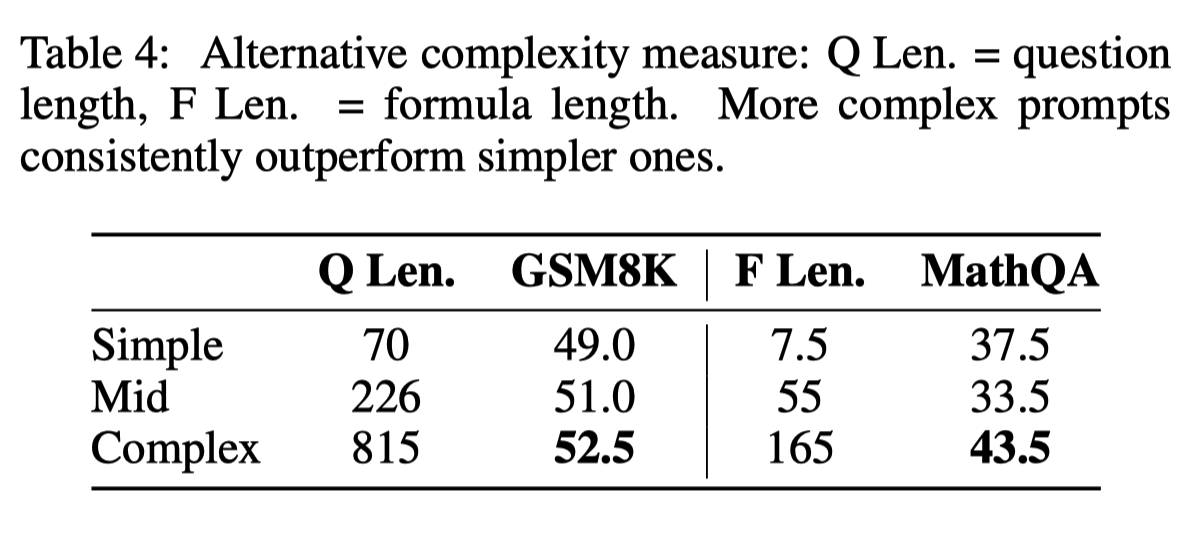 Table 4: Alternative complexity measure: Q Len. = question
length, F Len. = formula length. More complex prompts
consistently outperform simpler ones.
Q Len. GSM8K F Len. MathQA
Simple 70 49.0 7.5 37.5
Mid 226 51.0 55 33.5
Complex 815 52.5 165 43.5